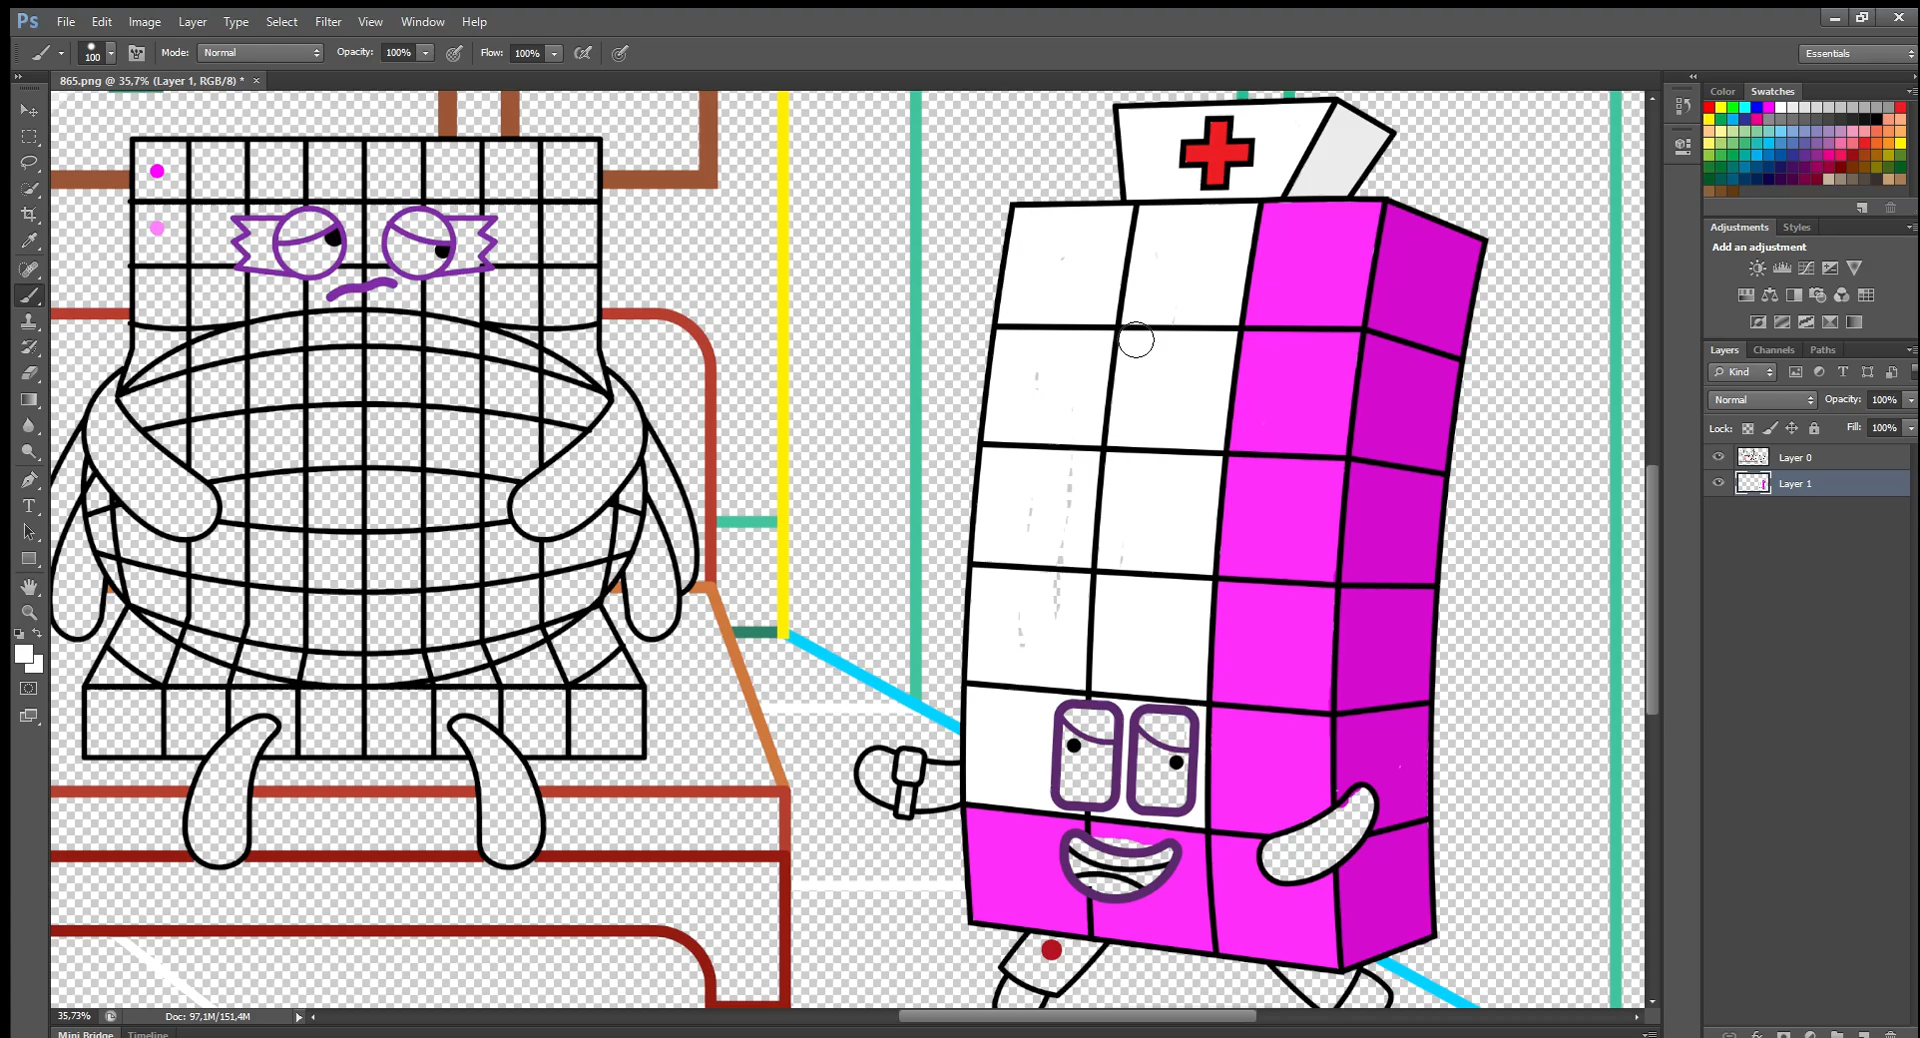 Ps File Edit Image Layer Type Select Filter View Window Help
100 Mode: Normal Opacity: 100% Flow: 100% Essentials
865.png @ 35,7% (Layer 1, RGB/8) * ×
Color Swatches
Adjustments Styles
Add an adjustment
Layers Channels Paths
Kind T
Normal Opacity: 100%
Lock: Fill: 100%
Layer 0
Layer 1
T
35,73% Doc: 97,1M/151,4M
Mini Bridge Timeline